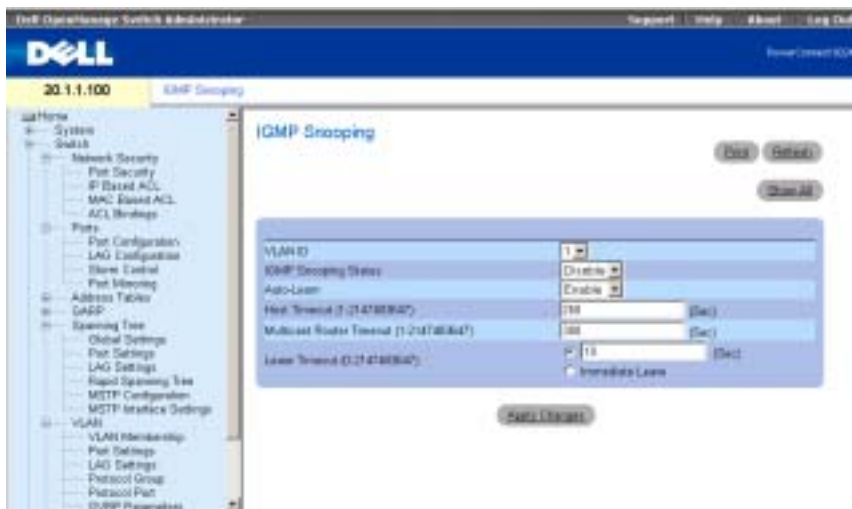 Dell OpenManage Switch Administrator
Support Help About Log Out
DELL
20.1.1.100
IGMP Snooping
Home
System
Switch
Network Security
Port Security
IP Based ACL
MAC Based ACL
ACL Bindings
Ports
Port Configuration
LAG Configuration
Storm Control
Port Mirroring
Address Tables
GARP
Spanning Tree
Global Settings
Port Settings
LAG Settings
Rapid Spanning Tree
MSTP Configuration
MSTP Interface Settings
VLAN
VLAN Membership
Port Settings
LAG Settings
Protocol Group
Protocol Port
GVRP Parameters
IGMP Snooping
Print Refresh
Show All
VLAN ID 1
IGMP Snooping Status Disable
Auto-Learn Enable
Host Timeout (1-2147483647) 260 (Sec)
Multicast Router Timeout (1-2147483647) 300 (Sec)
Leave Timeout (0-2147483647) 10 (Sec)
Immediate Leave
Apply Changes